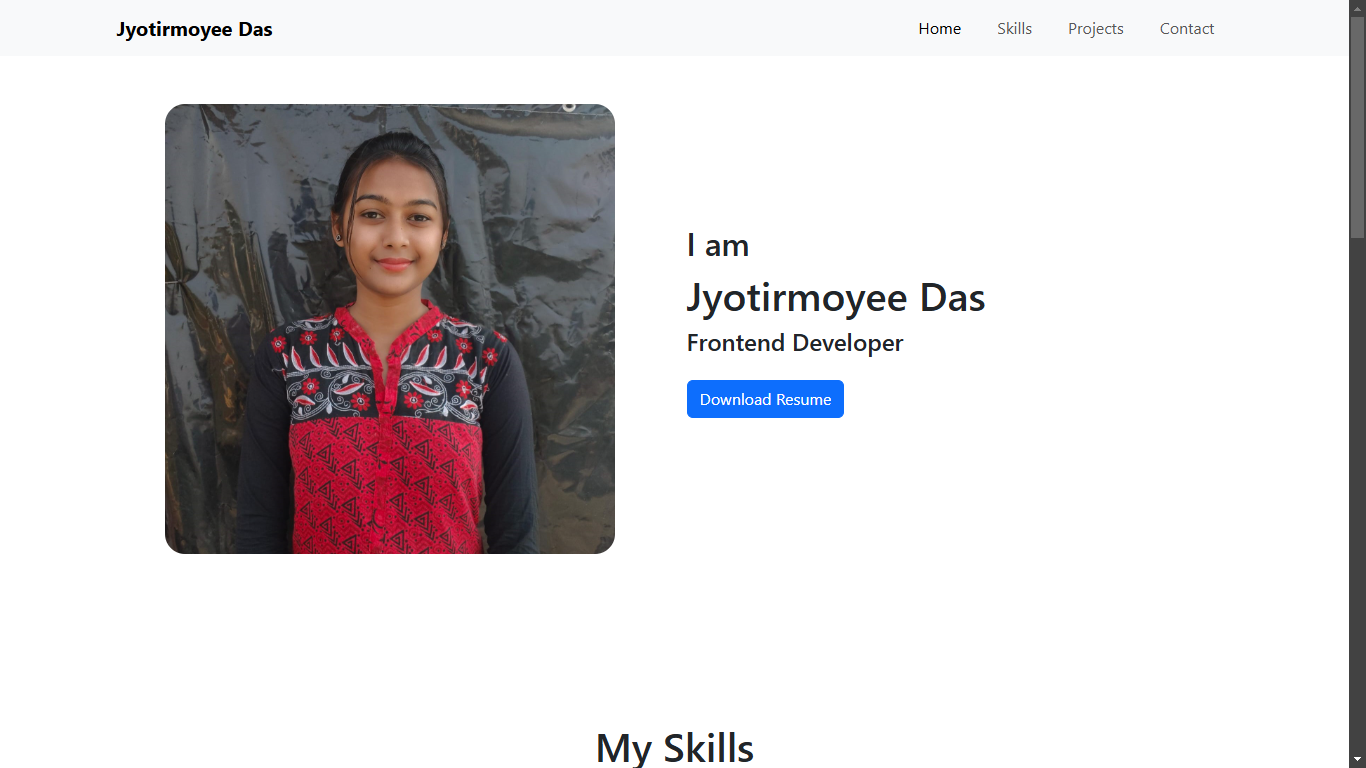 Jyotirmoyee Das
Home Skills Projects Contact
I am
Jyotirmoyee Das
Frontend Developer
Download Resume
My Skills